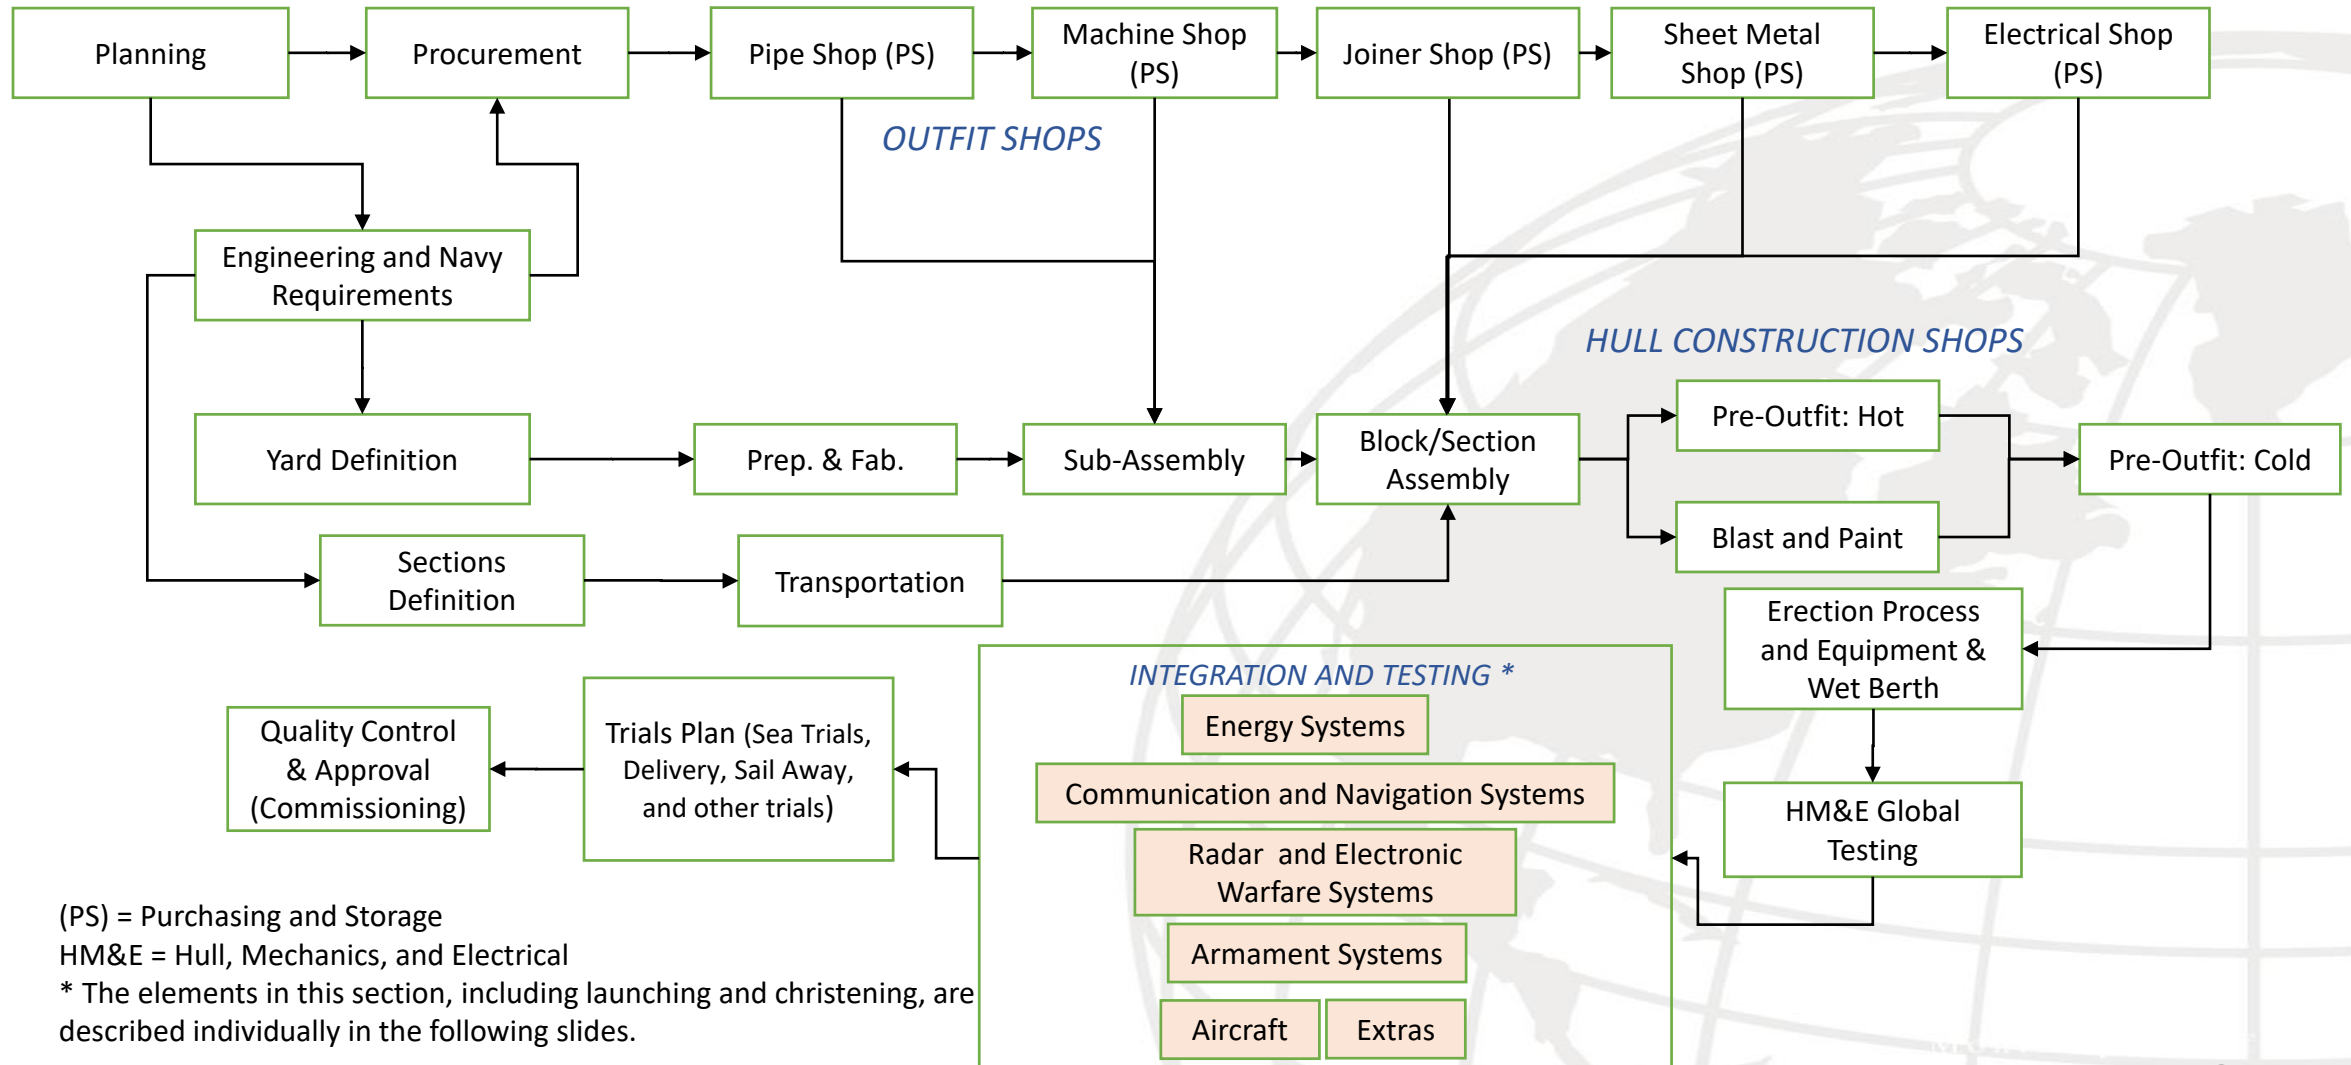 Planning
Procurement
Pipe Shop (PS)
Machine Shop
(PS)
Joiner Shop (PS)
Sheet Metal
Shop (PS)
Electrical Shop
(PS)
OUTFIT SHOPS
Engineering and Navy
Requirements
HULL CONSTRUCTION SHOPS
Yard Definition
Prep. & Fab.
Sub-Assembly
Block/Section
Assembly
Pre-Outfit: Hot
Pre-Outfit: Cold
Blast and Paint
Sections
Definition
Transportation
Erection Process
and Equipment &
Wet Berth
HM&E Global
Testing
INTEGRATION AND TESTING *
Energy Systems
Communication and Navigation Systems
Radar and Electronic
Warfare Systems
Armament Systems
Aircraft
Extras
Trials Plan (Sea Trials,
Delivery, Sail Away,
and other trials)
Quality Control
& Approval
(Commissioning)
(PS) = Purchasing and Storage
HM&E = Hull, Mechanics, and Electrical
* The elements in this section, including launching and christening, are
described individually in the following slides.